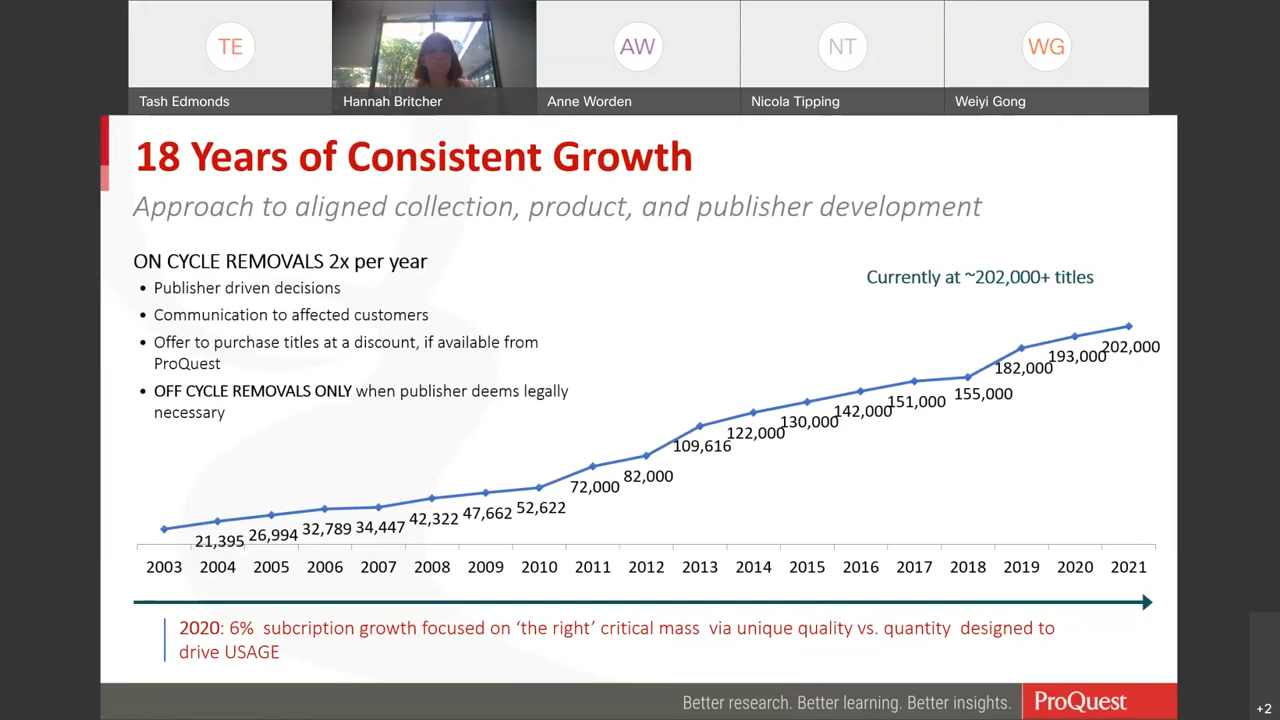 TE
AW
NT
WG
Tash Edmonds
Hannah Britcher
Anne Worden
Nicola Tipping
Weiyi Gong
18 Years of Consistent Growth
Approach to aligned collection, product, and publisher development
ON CYCLE REMOVALS 2x per year
• Publisher driven decisions
• Communication to affected customers
• Offer to purchase titles at a discount, if available from
ProQuest
• OFF CYCLE REMOVALS ONLY when publisher deems legally
necessary
Currently at ~202,000+ titles
21,395
26,994
32,789
34,447
42,322
47,662
52,622
72,000
82,000
109,616
122,000
130,000
142,000
151,000
155,000
182,000
193,000
202,000
2003 2004 2005 2006 2007 2008 2009 2010 2011 2012 2013 2014 2015 2016 2017 2018 2019 2020 2021
2020: 6% subcription growth focused on ‘the right’ critical mass via unique quality vs. quantity designed to
drive USAGE
Better research. Better learning. Better insights.
ProQuest
+2